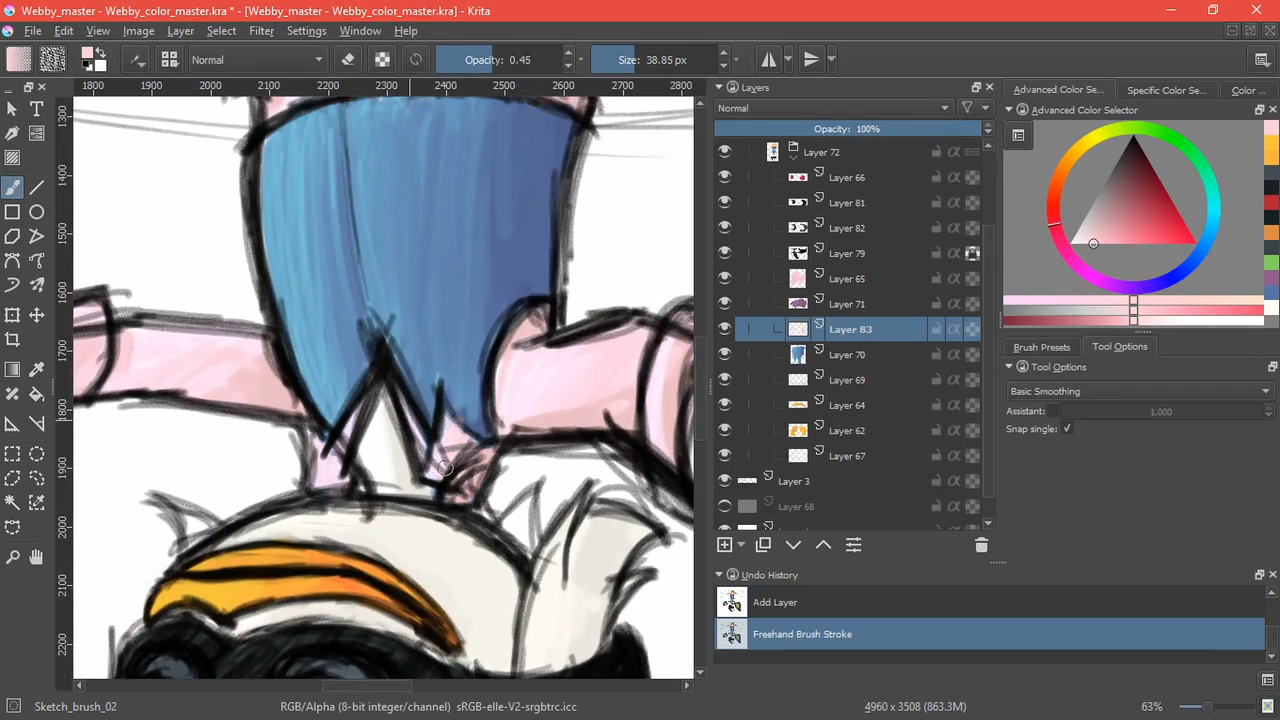 Webby_master - Webby_color_master.kra * - [Webby_master - Webby_color_master.kra] - Krita
File Edit View Image Layer Select Filter Settings Window Help
Normal Opacity: 0.45 Size: 38.85 px
1800 1900 2000 2100 2200 2300 2400 2500 2600 2700 2800
1300
1400
1500
1600
1700
1800
1900
2000
2100
2200
Layers
Normal
Opacity: 100%
Layer 72
Layer 66
Layer 81
Layer 82
Layer 79
Layer 65
Layer 71
Layer 83
Layer 70
Layer 69
Layer 64
Layer 62
Layer 67
Layer 3
Layer 68
Advanced Color Se... Specific Color Se... Color ...
Advanced Color Selector
Brush Presets Tool Options
Tool Options
Basic Smoothing
Assistant: 1,000
Snap single:
Undo History
Add Layer
Freehand Brush Stroke
Sketch_brush_02 RGB/Alpha (8-bit integer/channel) sRGB-elle-V2-srgbtrc.icc 4960 x 3508 (863.3M) 63%